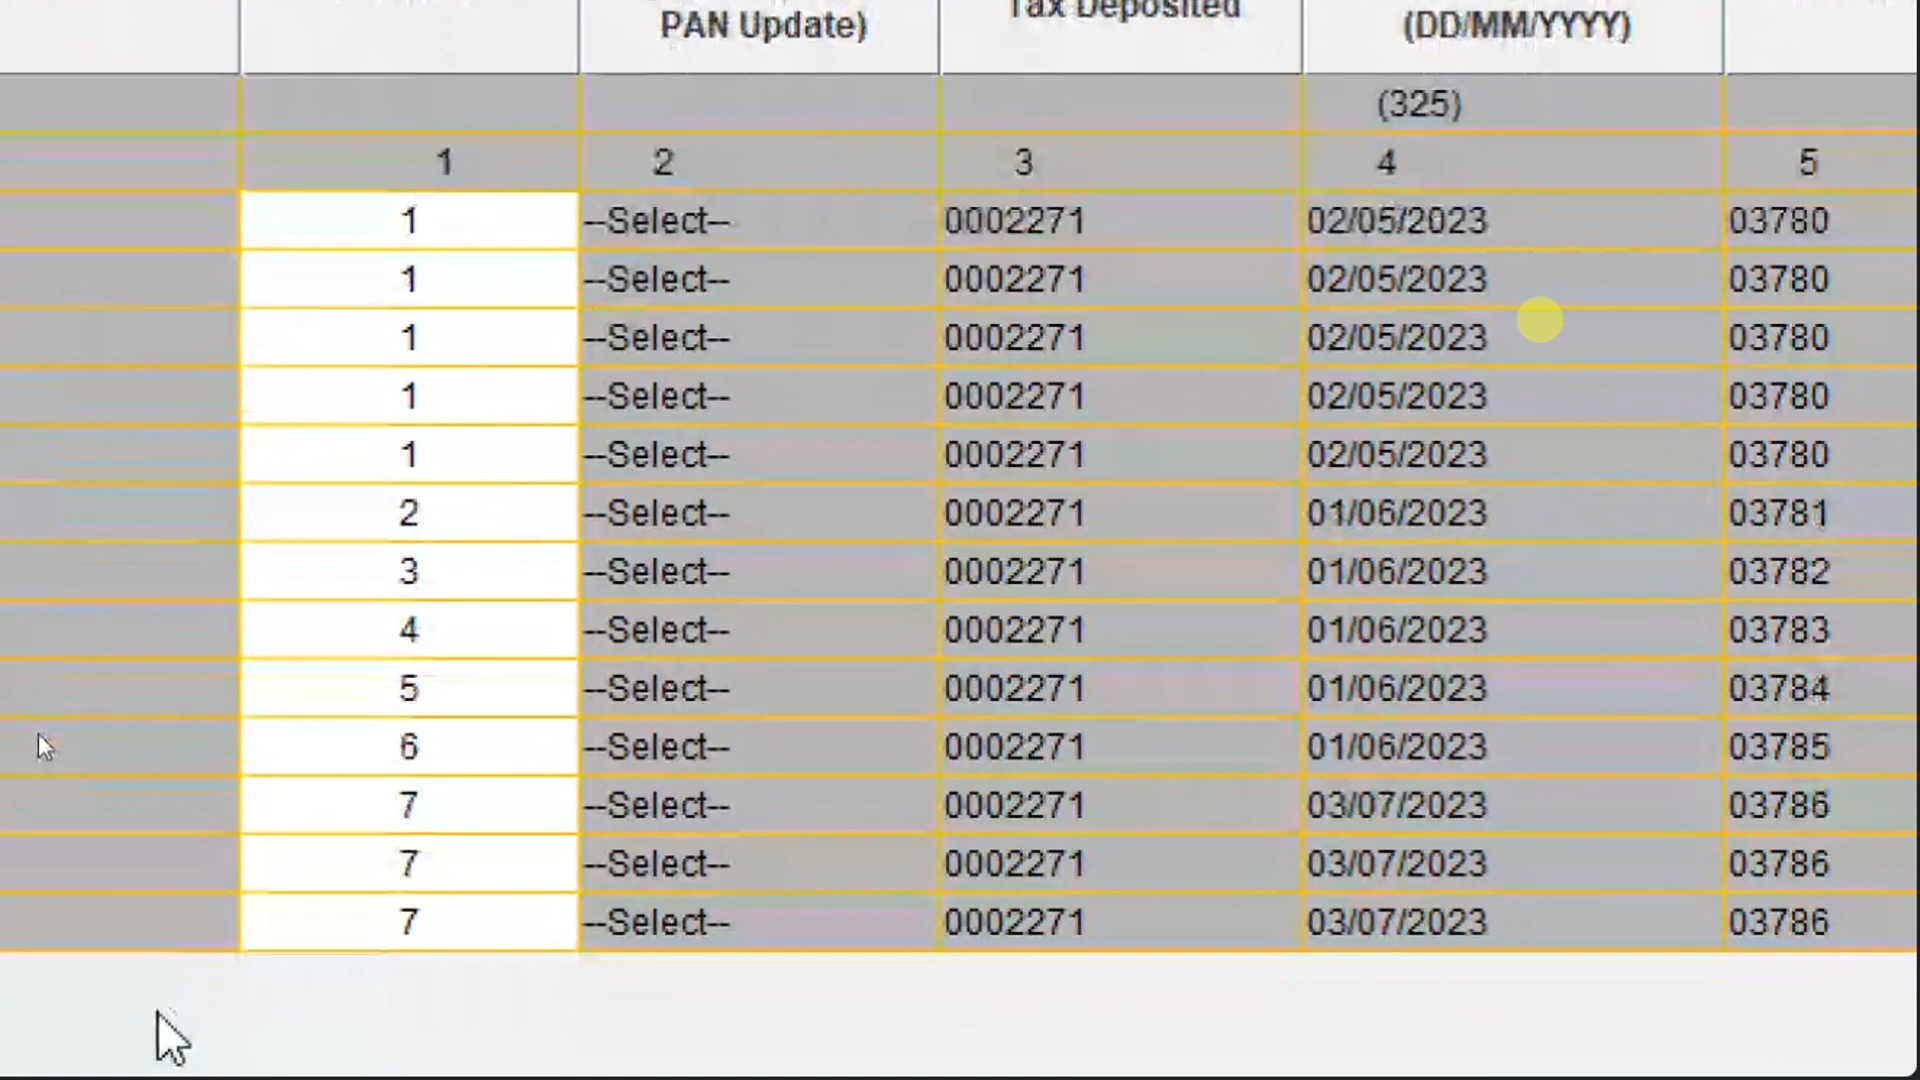 PAN Update)
Tax Deposited
(DD/MM/YYYY)
(325)
1 2 3 4 5
1 --Select-- 0002271 02/05/2023 03780
1 --Select-- 0002271 02/05/2023 03780
1 --Select-- 0002271 02/05/2023 03780
1 --Select-- 0002271 02/05/2023 03780
1 --Select-- 0002271 02/05/2023 03780
2 --Select-- 0002271 01/06/2023 03781
3 --Select-- 0002271 01/06/2023 03782
4 --Select-- 0002271 01/06/2023 03783
5 --Select-- 0002271 01/06/2023 03784
6 --Select-- 0002271 01/06/2023 03785
7 --Select-- 0002271 03/07/2023 03786
7 --Select-- 0002271 03/07/2023 03786
7 --Select-- 0002271 03/07/2023 03786